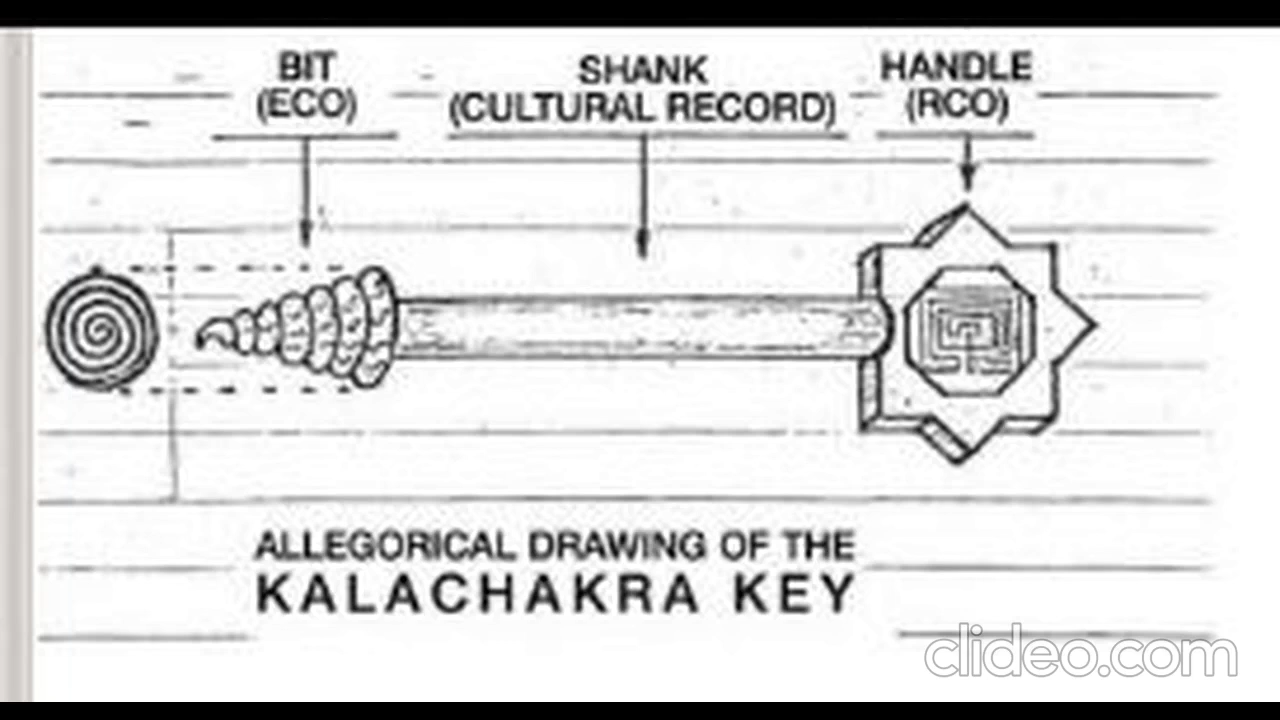 BIT
(ECO)
SHANK
(CULTURAL RECORD)
HANDLE
(RCO)
ALLEGORICAL DRAWING OF THE
KALACHAKRA KEY
clideo.com